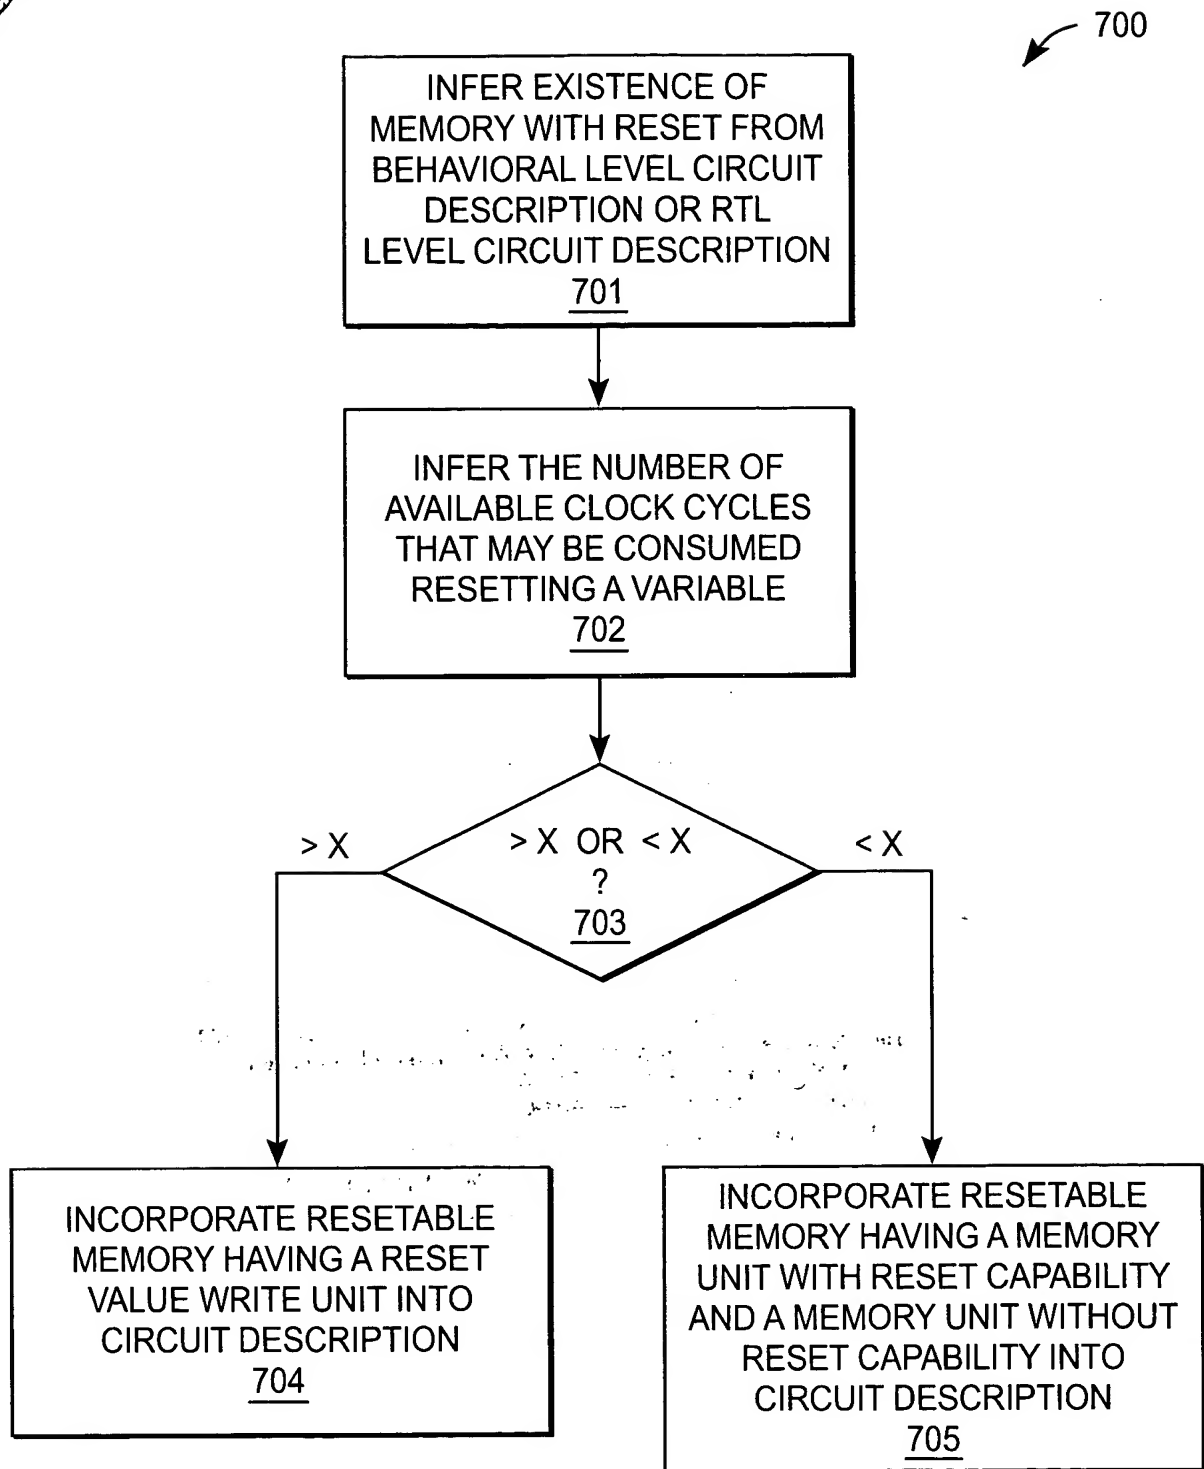 700
INFER EXISTENCE OF
MEMORY WITH RESET FROM
BEHAVIORAL LEVEL CIRCUIT
DESCRIPTION OR RTL
LEVEL CIRCUIT DESCRIPTION
701
INFER THE NUMBER OF
AVAILABLE CLOCK CYCLES
THAT MAY BE CONSUMED
RESETTING A VARIABLE
702
> X
> X OR < X
?
703
< X
INCORPORATE RESETABLE
MEMORY HAVING A RESET
VALUE WRITE UNIT INTO
CIRCUIT DESCRIPTION
704
INCORPORATE RESETABLE
MEMORY HAVING A MEMORY
UNIT WITH RESET CAPABILITY
AND A MEMORY UNIT WITHOUT
RESET CAPABILITY INTO
CIRCUIT DESCRIPTION
705